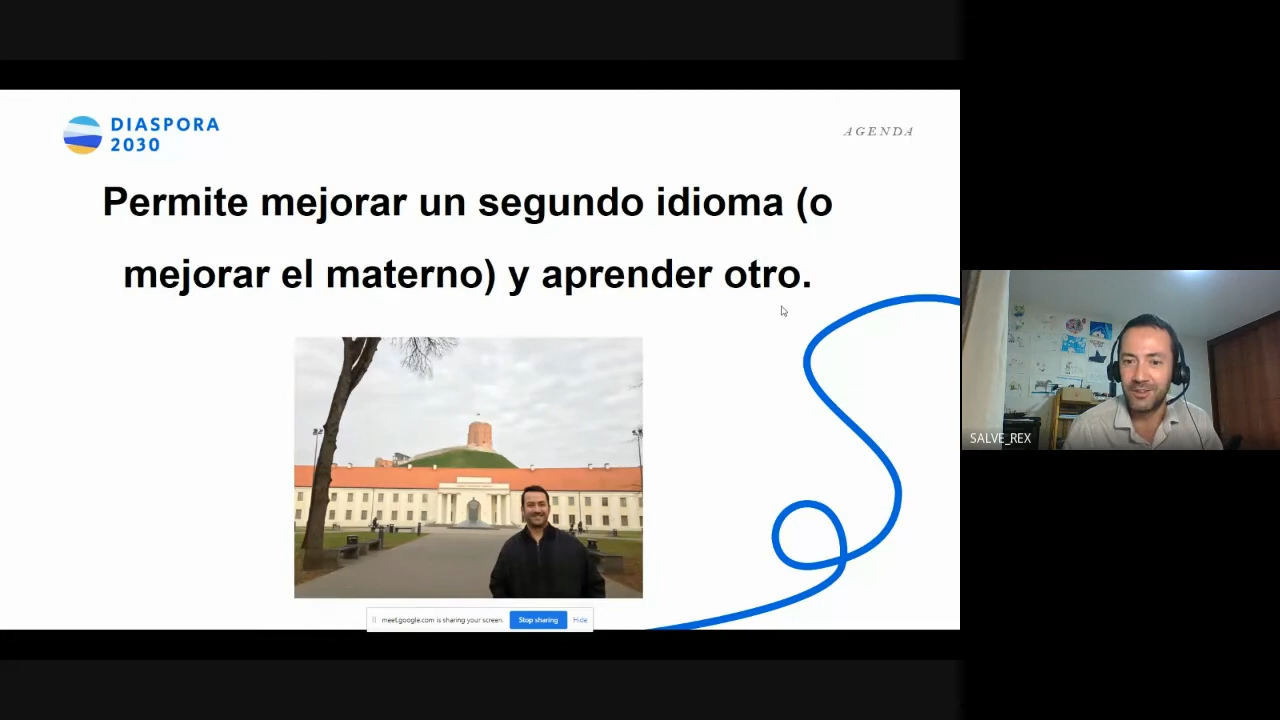 DIASPORA
2030
AGENDA
Permite mejorar un segundo idioma (o
mejorar el materno) y aprender otro.
SALVE_REX
meet.google.com is sharing your screen.
Stop sharing
Hide